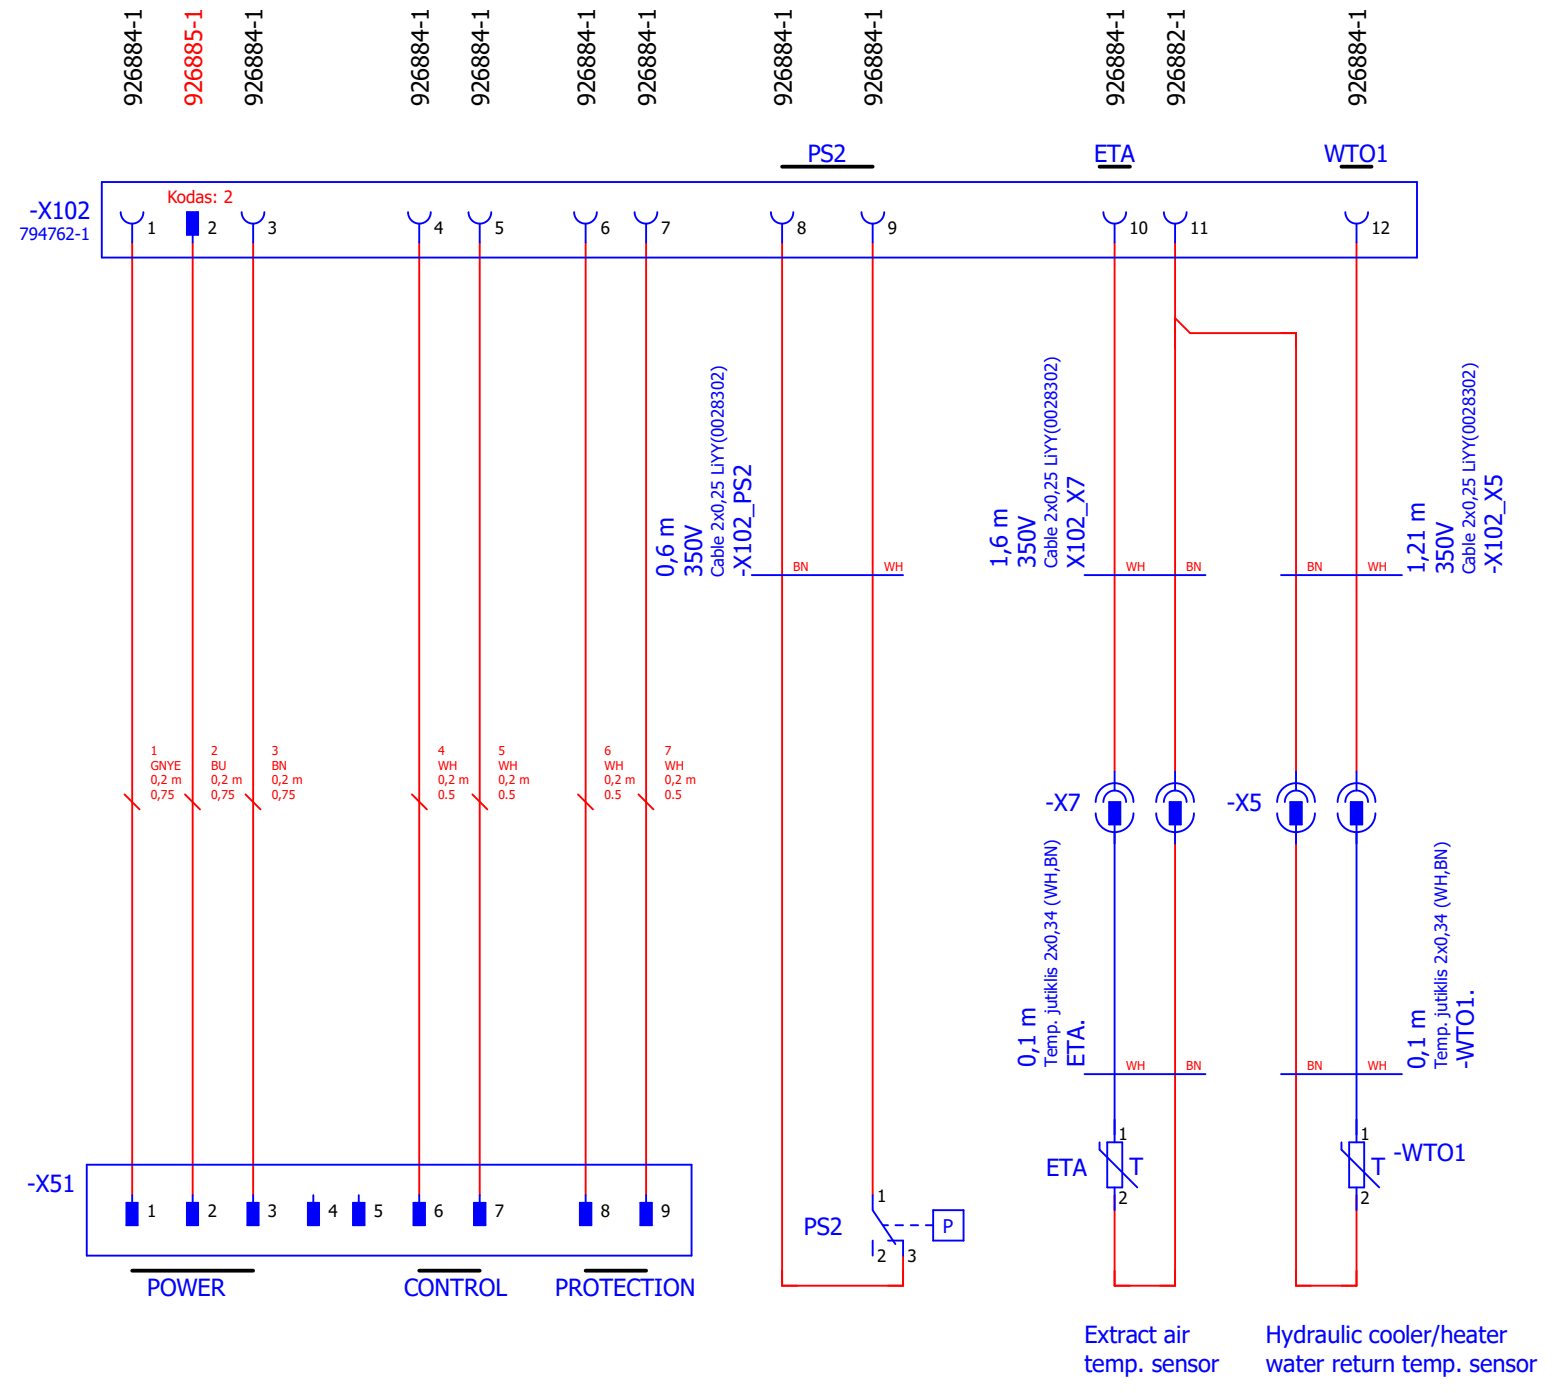 926884-1
926885-1
926884-1
926884-1
926884-1
926884-1
926884-1
926884-1
926884-1
926884-1
926882-1
926884-1
PS2
ETA
WTO1
-X102
794762-1
Kodas: 2
1
2
3
4
5
6
7
8
9
10
11
12
0,6 m
350V
Cable 2x0,25 LiYY(0028302)
-X102_PS2
BN
WH
1,6 m
350V
Cable 2x0,25 LiYY(0028302)
X102_X7
WH
BN
BN
WH
1,21 m
350V
Cable 2x0,25 LiYY(0028302)
-X102_X5
1
GNYE
0,2 m
0,75
2
BU
0,2 m
0,75
3
BN
0,2 m
0,75
4
WH
0,2 m
0.5
5
WH
0,2 m
0.5
6
WH
0,2 m
0.5
7
WH
0,2 m
0.5
-X7
-X5
0,1 m
Temp. jutiklis 2x0,34 (WH,BN)
ETA.
WH
BN
BN
WH
0,1 m
Temp. jutiklis 2x0,34 (WH,BN)
-WTO1.
ETA
1
T
2
1
T
2
-WTO1
-X51
1
2
3
4
5
6
7
8
9
PS2
1
2
3
P
POWER
CONTROL
PROTECTION
Extract air
temp. sensor
Hydraulic cooler/heater
water return temp. sensor